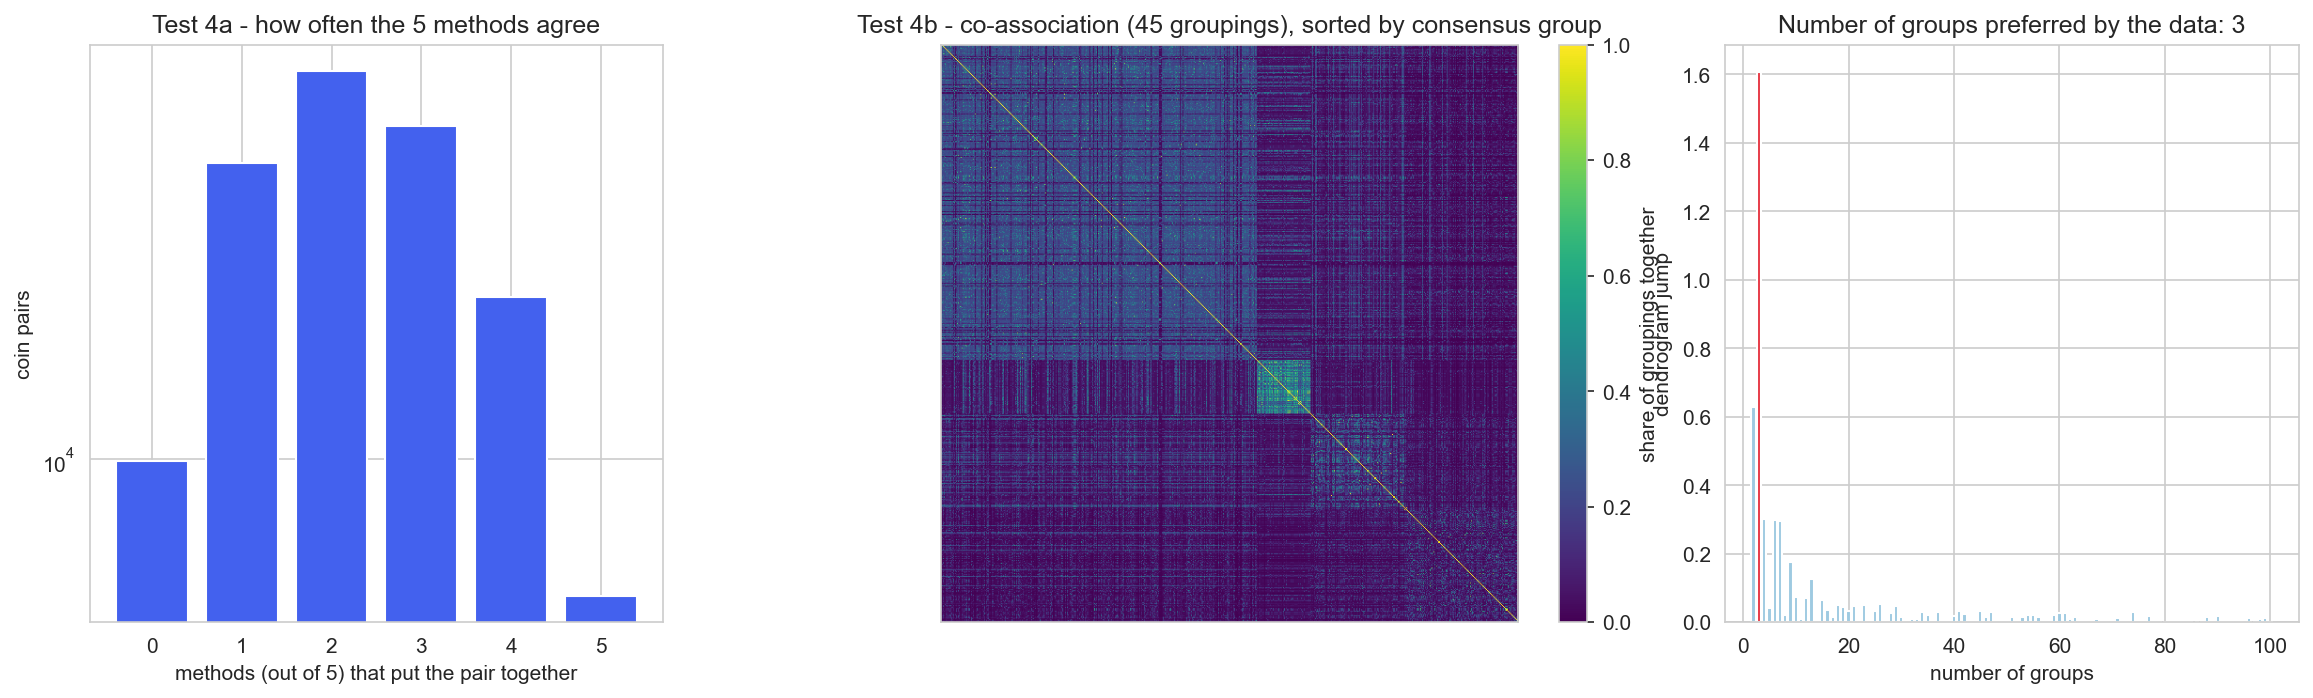 Test 4a - how often the 5 methods agree
coin pairs
10^4
0 1 2 3 4 5
methods (out of 5) that put the pair together
Test 4b - co-association (45 groupings), sorted by consensus group
1.0
0.8
0.6
0.4
0.2
0.0
share of groupings together
Number of groups preferred by the data: 3
dendrogram jump
1.6
1.4
1.2
1.0
0.8
0.6
0.4
0.2
0.0
0 20 40 60 80 100
number of groups